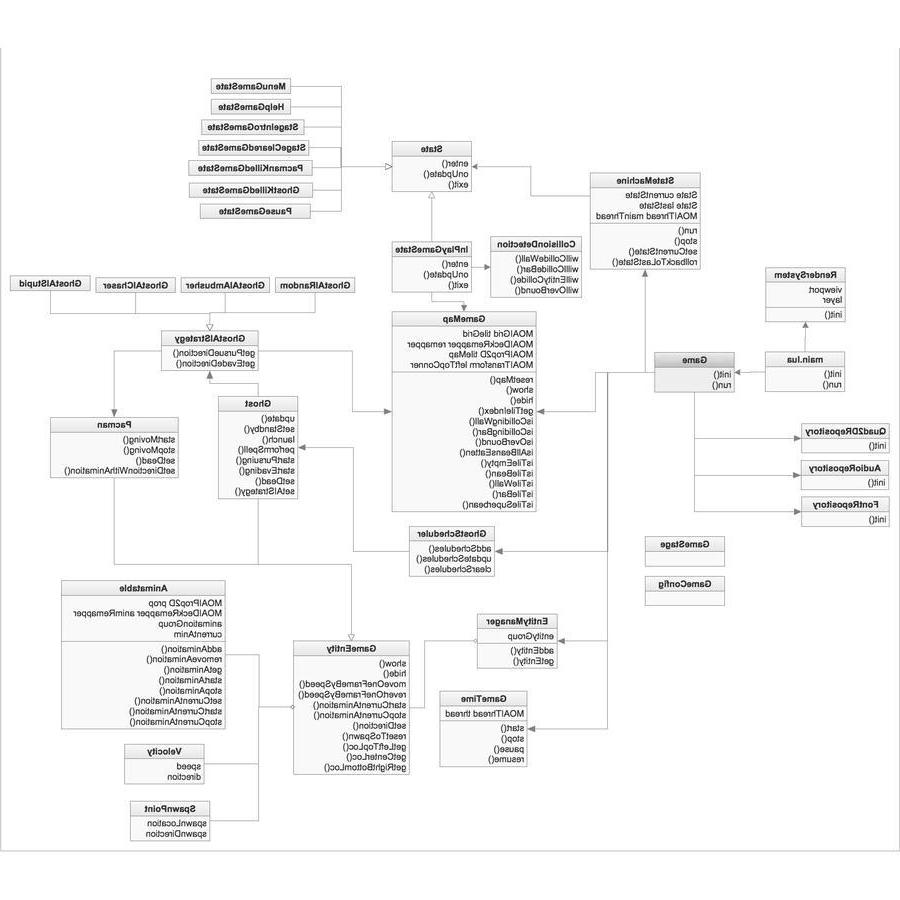 MenuGameState
HelpGameState
StageIntroGameState
StageClearedGameState
PacmanKilledGameState
GhostKilledGameState
PauseGameState
State
enter()
onUpdate()
exit()
StateMachine
State currentState
State lastState
MOAIThread mainThread
run()
stop()
setCurrentState()
rollbackToLastState()
InPlayGameState
enter()
onUpdate()
exit()
CollisionDetection
willCollideWall()
willCollideBar()
willEntityCollide()
willOverBound()
RenderSystem
viewport
layer
init()
GhostAIStupid
GhostAIChaser
GhostAIAmbusher
GhostAIRandom
GhostAIStrategy
getPursueDirection()
getEvadeDirection()
GameMap
MOAIGrid tileGrid
MOAIDeckRemapper remapper
MOAIProp2D tileMap
MOAITransform leftTopConner
resetMap()
show()
hide()
getTileIndex()
isCollidingWall()
isCollidingBar()
isOverBound()
isAllBeansEatten()
isTileEmpty()
isTileBean()
isTileWall()
isTileBar()
isTileSuperbean()
Game
init()
run()
main.lua
init()
run()
Ghost
update()
setStandby()
launch()
performSpell()
startPursuing()
startEvading()
setDead()
setAIStrategy()
Pacman
startMoving()
stopMoving()
setDead()
setDirectionWithAnimation()
Quad2DRepository
init()
AudioRepository
init()
FontRepository
init()
GhostScheduler
addSchedules()
updateSchedules()
clearSchedules()
GameStage
GameConfig
Animatable
MOAIProp2D prop
MOAIDeckRemapper animRemapper
animationGroup
currentAnim
addAnimation()
removeAnimation()
getAnimation()
startAnimation()
stopAnimation()
setCurrentAnimation()
startCurrentAnimation()
stopCurrentAnimation()
EntityManager
entityGroup
addEntity()
getEntity()
GameEntity
show()
hide()
moveOneFrameBySpeed()
revertOneFrameBySpeed()
startCurrentAnimation()
stopCurrentAnimation()
setDirection()
resetToSpawn()
getLeftTopLoc()
getCenterLoc()
getRightBottomLoc()
GameTime
MOAIThread thread
start()
stop()
pause()
resume()
Velocity
speed
direction
SpawnPoint
spawnLocation
spawnDirection